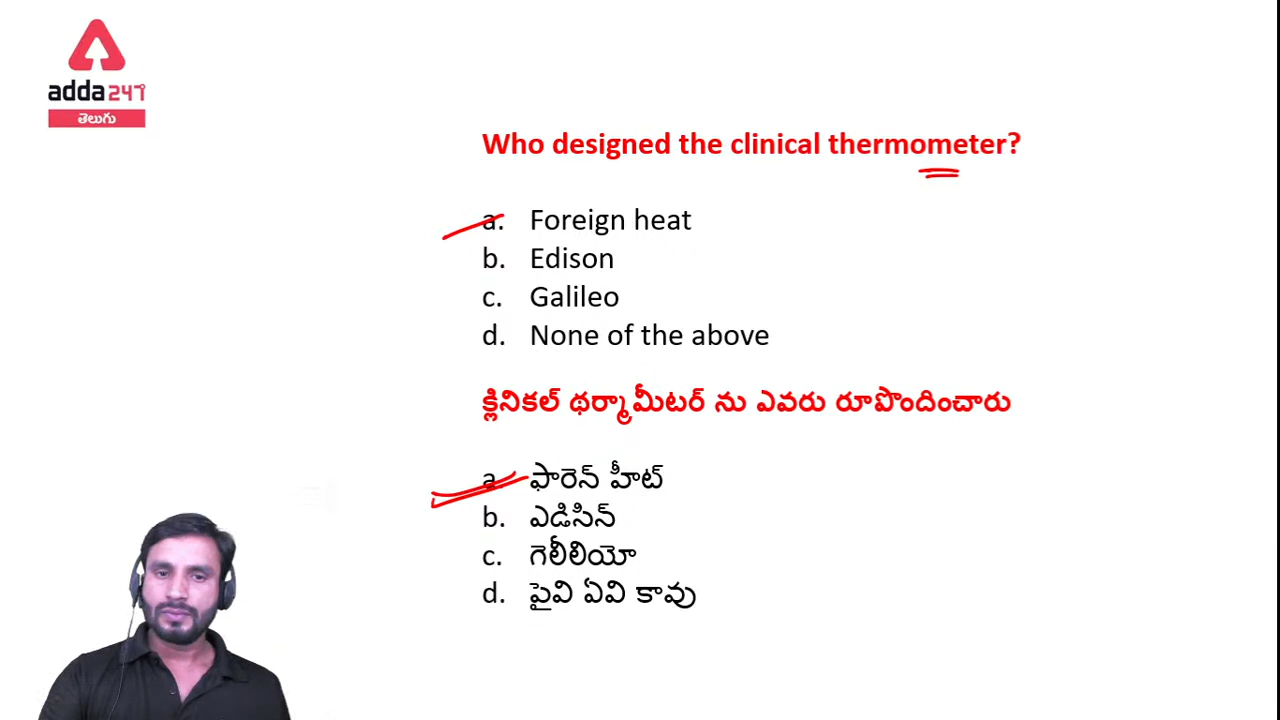 adda247
తెలుగు
Who designed the clinical thermometer?
a. Foreign heat
b. Edison
c. Galileo
d. None of the above
క్లినికల్ థర్మామీటర్ ను ఎవరు రూపొందించారు
a. ఫారెన్ హీట్
b. ఎడిసిన్
c. గెలీలియో
d. పైవి ఏవి కావు